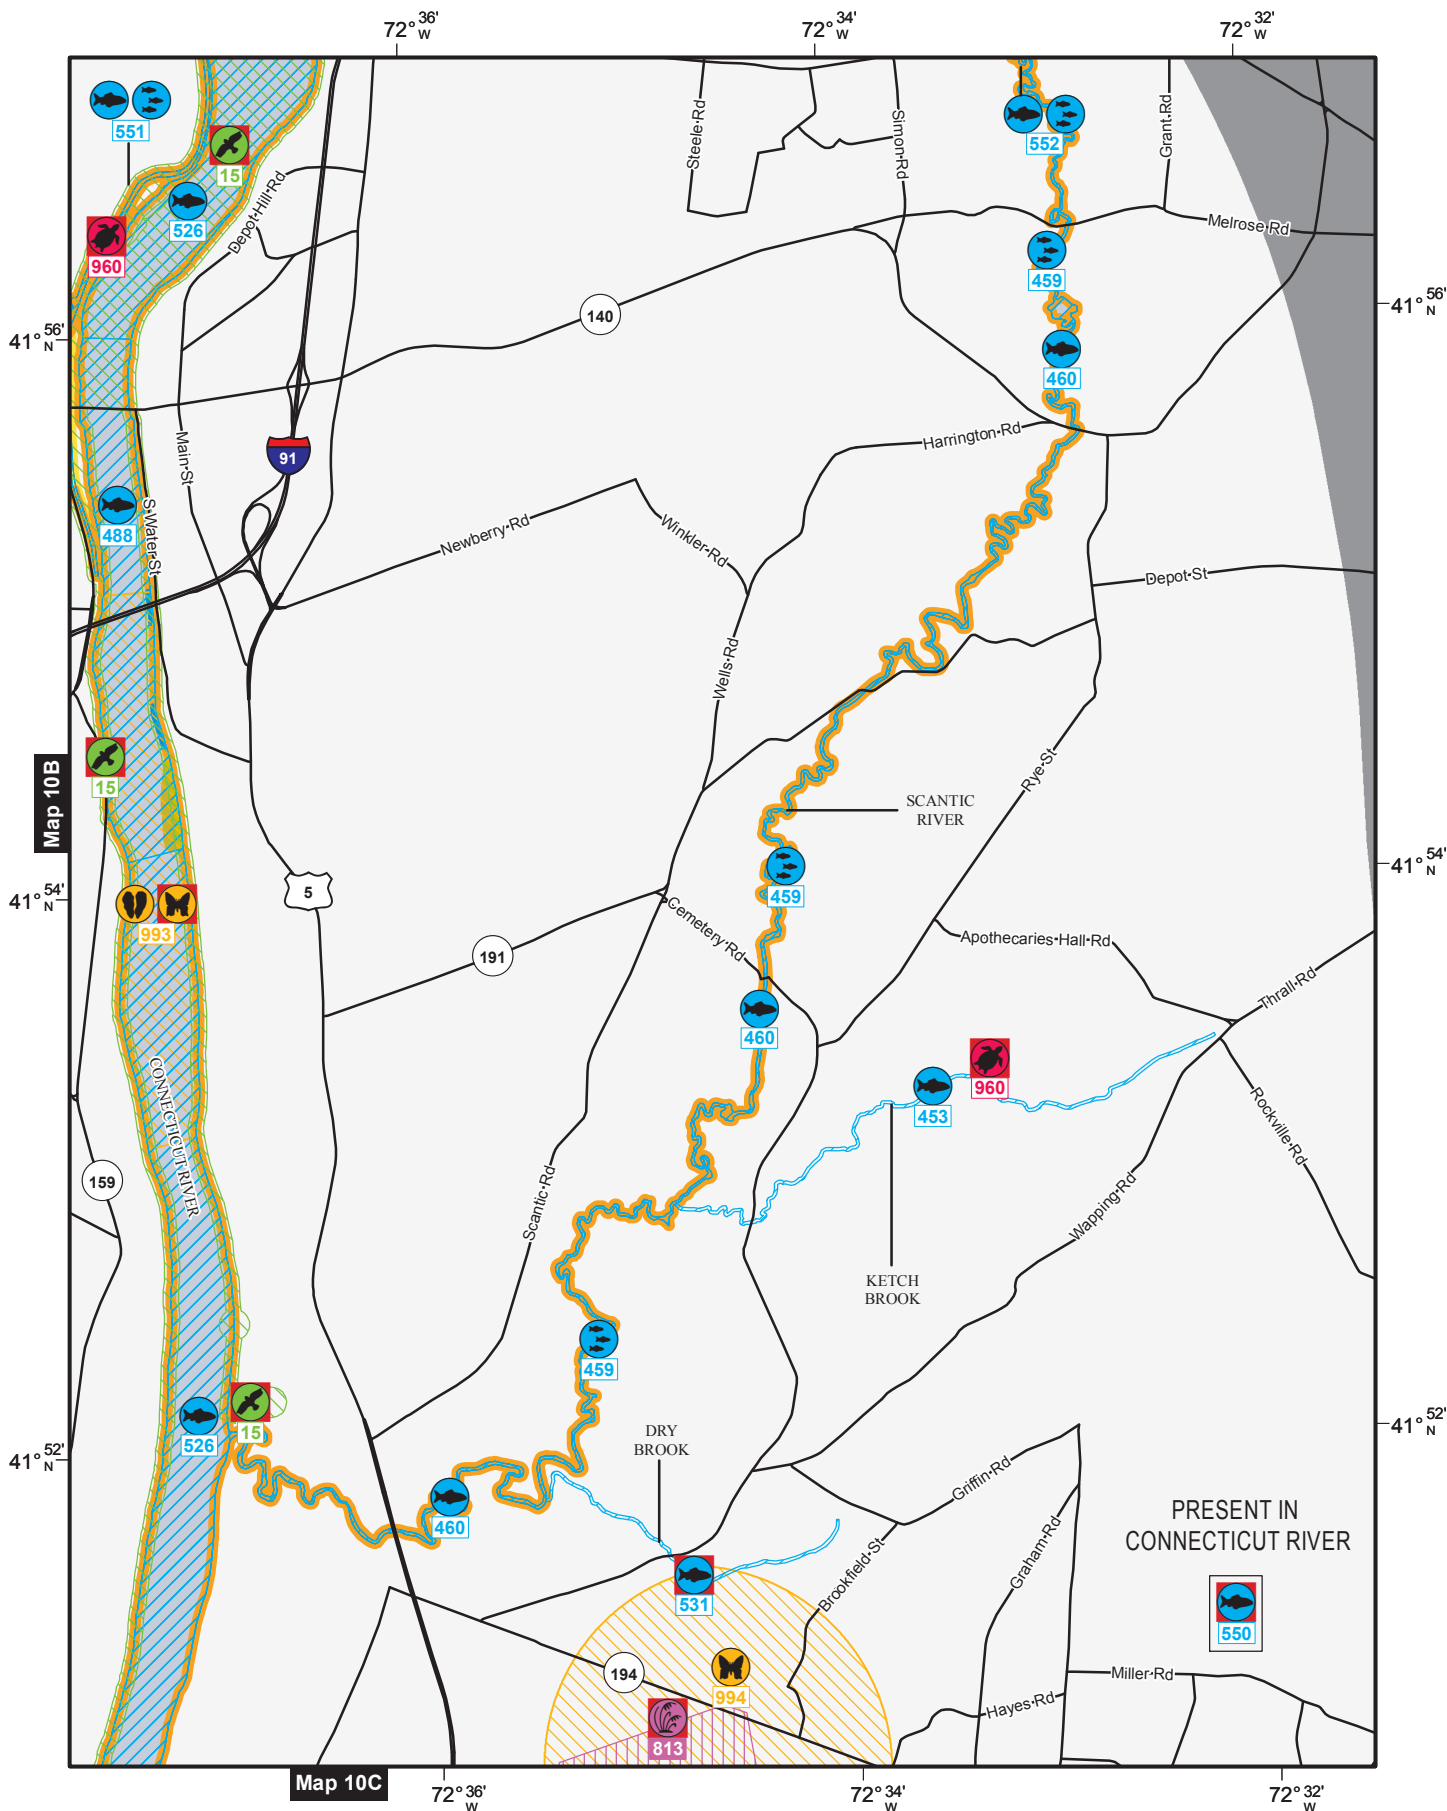 72° 36' W
72° 34' W
72° 32' W
551
15
526
960
Depot Hill Rd
Steele Rd
Simon Rd
552
Grant Rd
Melrose Rd
459
41° 56' N
41° 56' N
140
460
Main St
91
Harrington Rd
488
S Water St
Newberry Rd
Winkler Rd
Depot St
Wells Rd
Map 10B
15
Rye St
SCANTIC
RIVER
459
41° 54' N
41° 54' N
5
993
Cemetery Rd
191
Apothecaries Hall Rd
Thrall Rd
460
960
453
CONNECTICUT RIVER
Rockville Rd
159
Scantic Rd
Wapping Rd
KETCH
BROOK
459
15
526
DRY
BROOK
41° 52' N
41° 52' N
Griffin Rd
460
PRESENT IN
CONNECTICUT RIVER
Graham Rd
Brookfield St
531
550
194
994
Miller Rd
Hayes Rd
813
Map 10C
72° 36' W
72° 34' W
72° 32' W